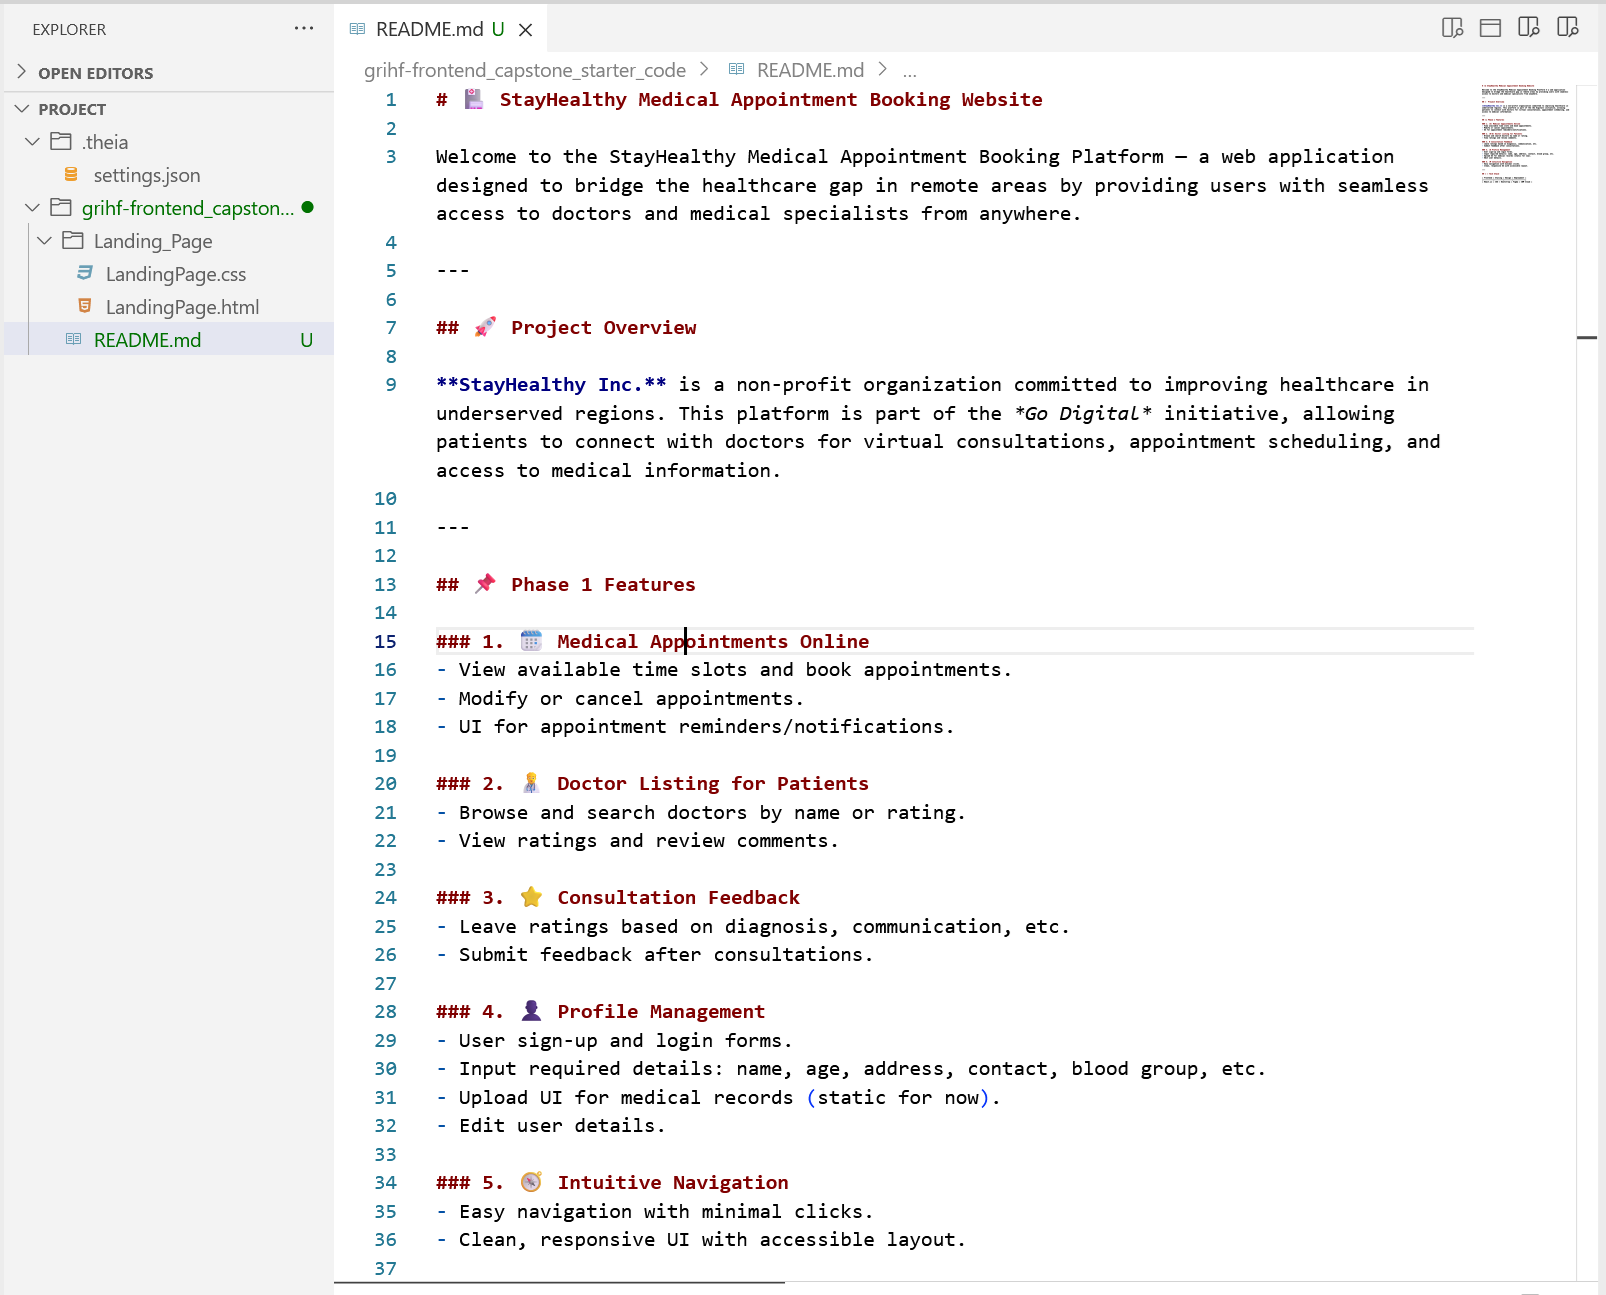 EXPLORER
OPEN EDITORS
PROJECT
.theia
settings.json
grihf-frontend_capston...
Landing_Page
LandingPage.css
LandingPage.html
README.md U
README.md U
grihf-frontend_capstone_starter_code > README.md > ...
1 # 🏥 StayHealthy Medical Appointment Booking Website
2
3 Welcome to the StayHealthy Medical Appointment Booking Platform — a web application
designed to bridge the healthcare gap in remote areas by providing users with seamless
access to doctors and medical specialists from anywhere.
4
5 ---
6
7 ## 🚀 Project Overview
8
9 **StayHealthy Inc.** is a non-profit organization committed to improving healthcare in
underserved regions. This platform is part of the *Go Digital* initiative, allowing
patients to connect with doctors for virtual consultations, appointment scheduling, and
access to medical information.
10
11 ---
12
13 ## 📌 Phase 1 Features
14
15 ### 1. 🗓️ Medical Appointments Online
16 - View available time slots and book appointments.
17 - Modify or cancel appointments.
18 - UI for appointment reminders/notifications.
19
20 ### 2. 🧑‍⚕️ Doctor Listing for Patients
21 - Browse and search doctors by name or rating.
22 - View ratings and review comments.
23
24 ### 3. ⭐ Consultation Feedback
25 - Leave ratings based on diagnosis, communication, etc.
26 - Submit feedback after consultations.
27
28 ### 4. 👤 Profile Management
29 - User sign-up and login forms.
30 - Input required details: name, age, address, contact, blood group, etc.
31 - Upload UI for medical records (static for now).
32 - Edit user details.
33
34 ### 5. 🧭 Intuitive Navigation
35 - Easy navigation with minimal clicks.
36 - Clean, responsive UI with accessible layout.
37